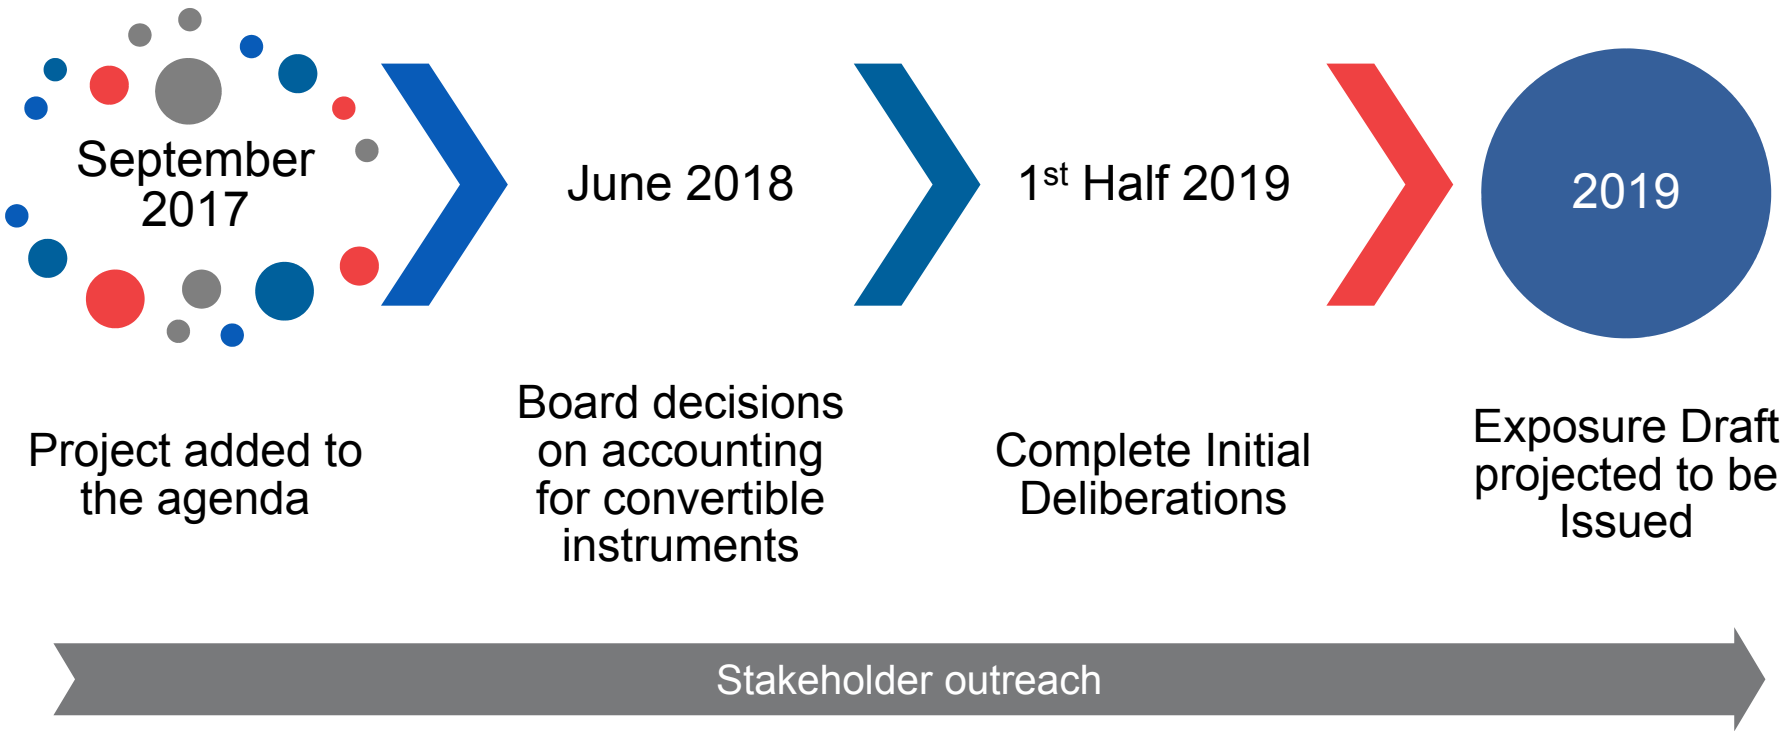 September
2017
June 2018
1st Half 2019
2019
Project added to
the agenda
Board decisions
on accounting
for convertible
instruments
Complete Initial
Deliberations
Exposure Draft
projected to be
Issued
Stakeholder outreach